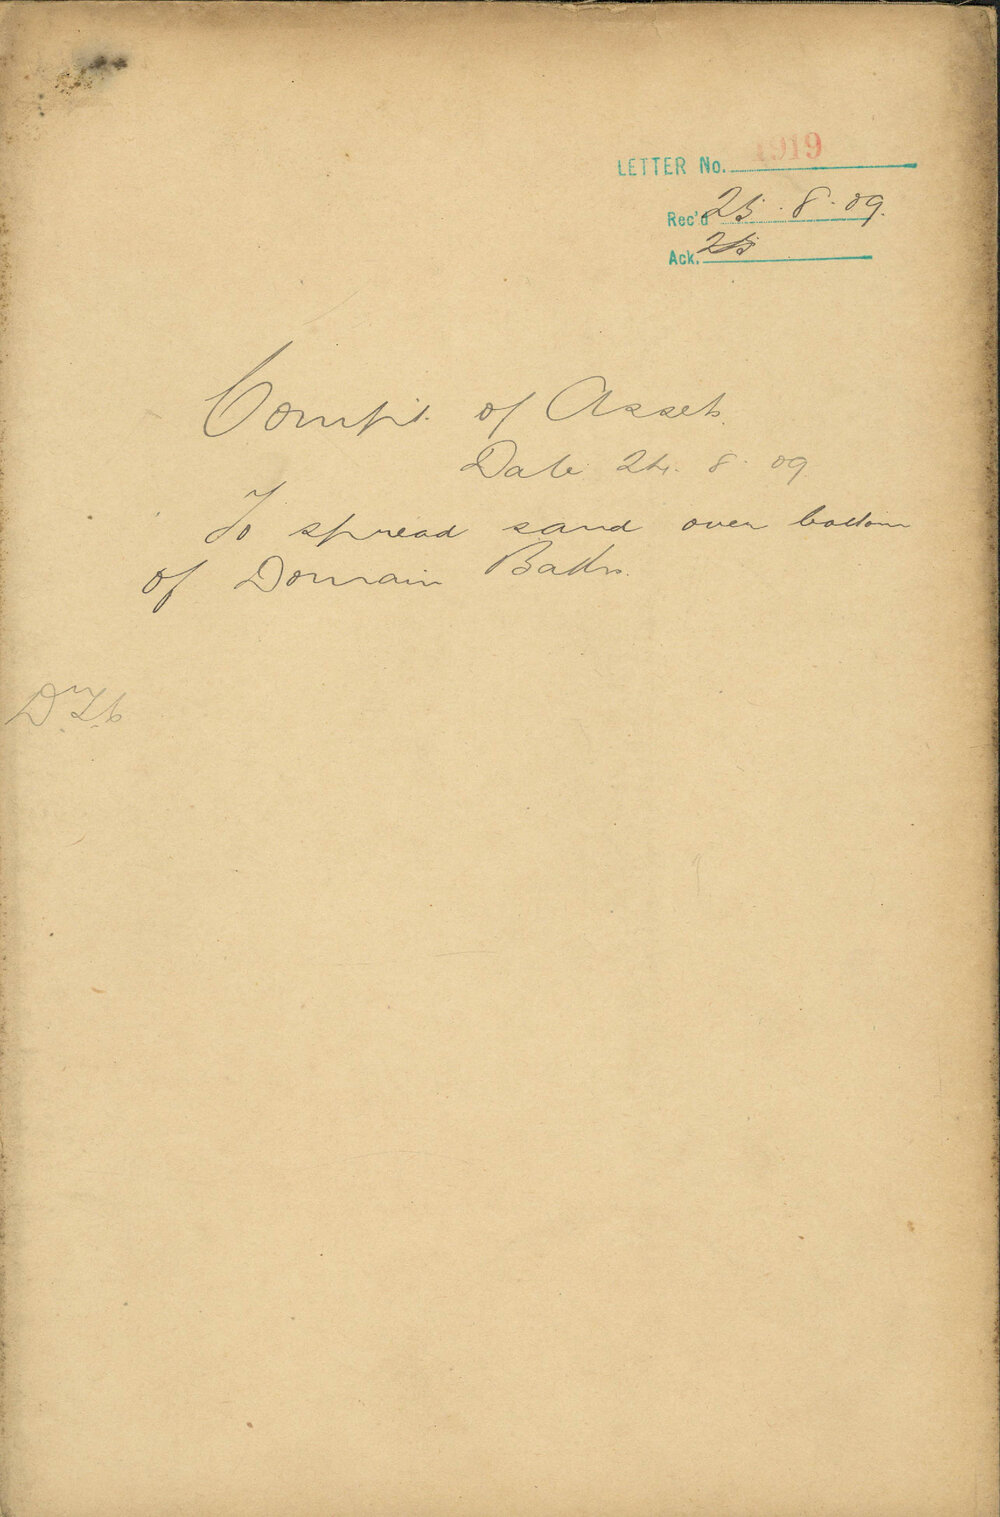 LETTER No. 1919
Rec'd 25.8.09.
Ack. 25
Compt. of Assets.
Date 24.8.09
To spread sand over bottom
of Domain Baths.